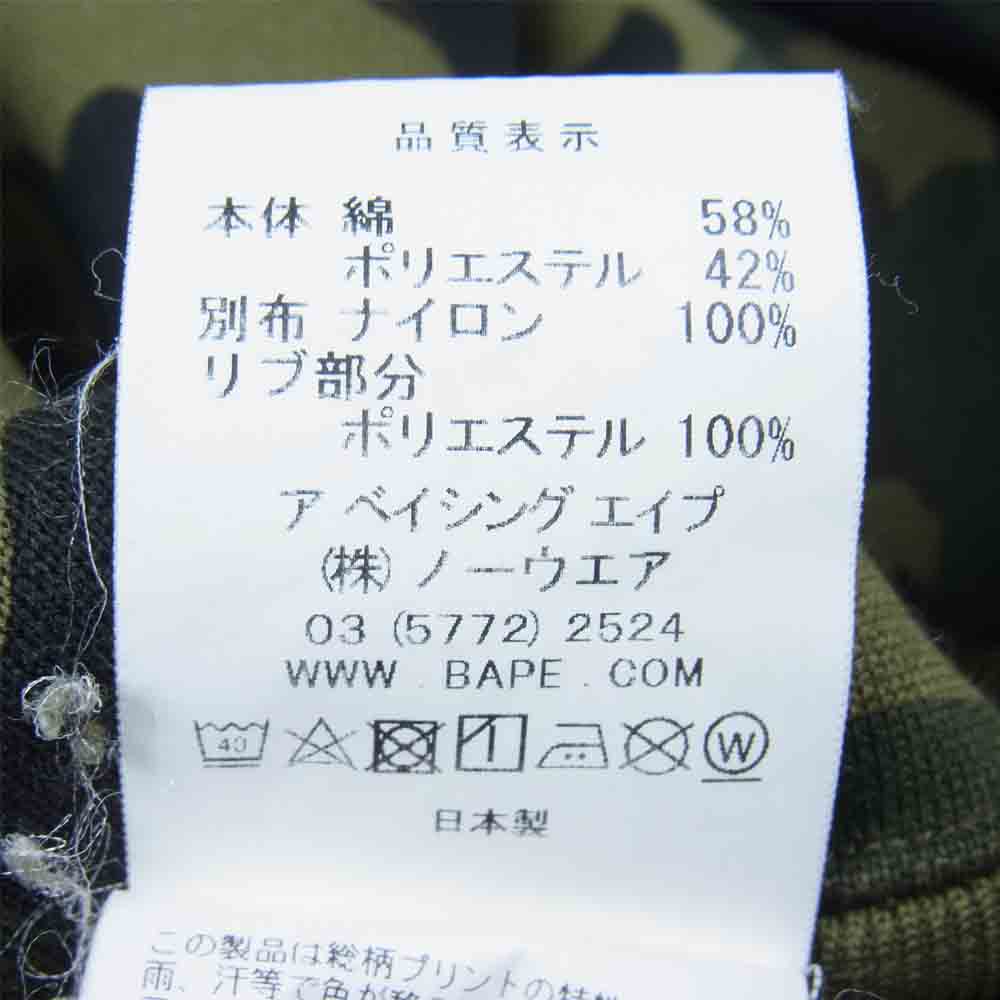 品質表示
本体 綿 58%
ポリエステル 42%
別布 ナイロン 100%
リブ部分
ポリエステル 100%
ア ベイシング エイプ
(株) ノーウエア
03 (5772) 2524
WWW . BAPE . COM
40 W
日本製
この製品は総柄プリントの特性
雨、汗等で色が移